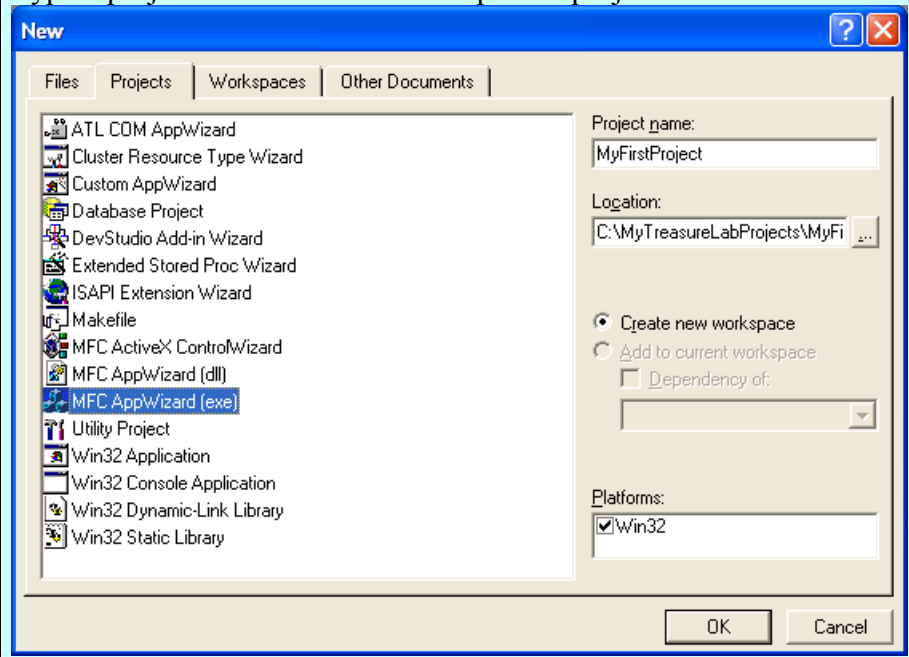 New
Files
Projects
Workspaces
Other Documents
ATL COM AppWizard
Cluster Resource Type Wizard
Custom AppWizard
Database Project
DevStudio Add-in Wizard
Extended Stored Proc Wizard
ISAPI Extension Wizard
Makefile
MFC ActiveX ControlWizard
MFC AppWizard (dll)
MFC AppWizard (exe)
Utility Project
Win32 Application
Win32 Console Application
Win32 Dynamic-Link Library
Win32 Static Library
Project name:
MyFirstProject
Location:
C:\MyTreasureLabProjects\MyFi
...
Create new workspace
Add to current workspace
Dependency of:
Platforms:
Win32
OK
Cancel